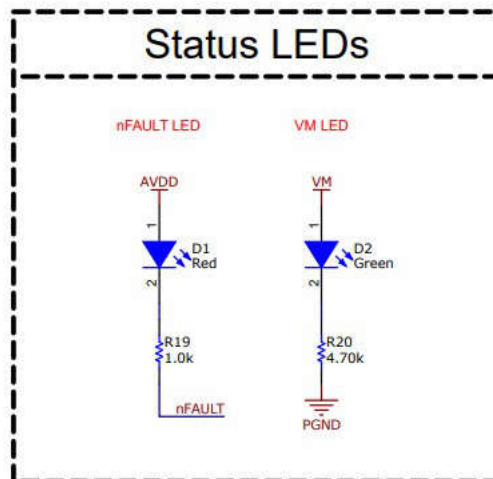 Status LEDs
nFAULT LED
VM LED
AVDD
VM
1
1
D1
Red
D2
Green
2
2
R19
1.0k
R20
4.70k
nFAULT
PGND